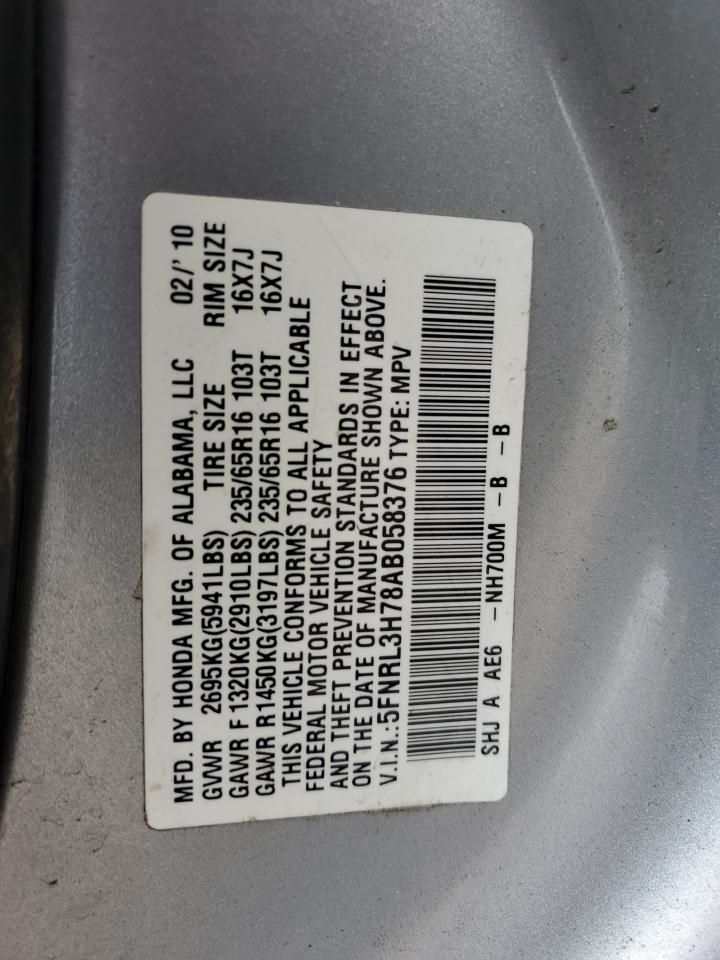 MFD. BY HONDA MFG. OF ALABAMA, LLC 02/'10
GVWR 2695KG(5941LBS) TIRE SIZE RIM SIZE
GAWR F 1320KG(2910LBS) 235/65R16 103T 16X7J
GAWR R 1450KG(3197LBS) 235/65R16 103T 16X7J
THIS VEHICLE CONFORMS TO ALL APPLICABLE
FEDERAL MOTOR VEHICLE SAFETY
AND THEFT PREVENTION STANDARDS IN EFFECT
ON THE DATE OF MANUFACTURE SHOWN ABOVE.
V.I.N.:5FNRL3H78AB058376 TYPE: MPV
SHJ A AE6 -NH700M -B -B